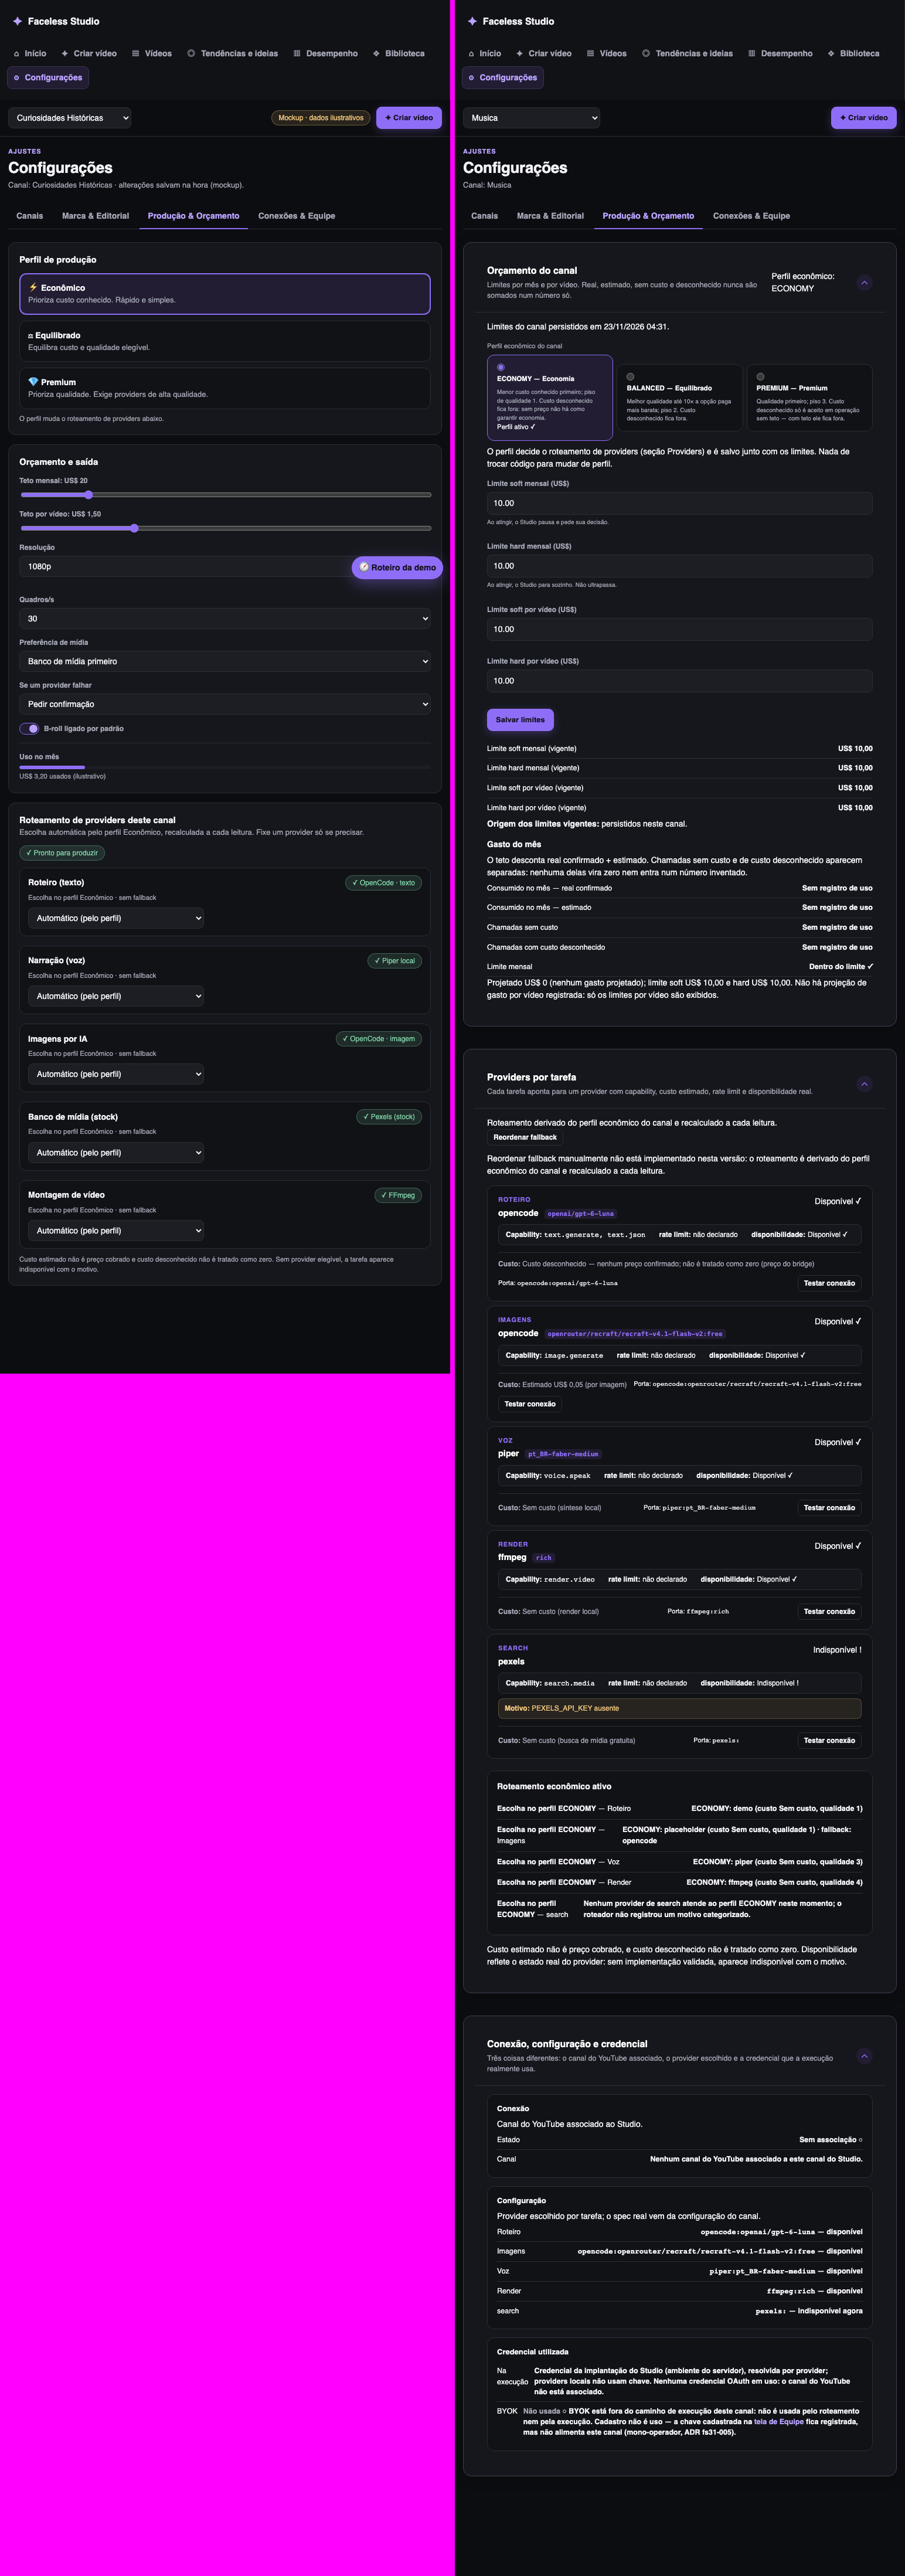 Faceless Studio
Início
Criar vídeo
Vídeos
Tendências e ideias
Desempenho
Biblioteca
Configurações
Curiosidades Históricas
Mockup · dados ilustrativos
✦ Criar vídeo
AJUSTES
Configurações
Canal: Curiosidades Históricas · alterações salvam na hora (mockup).
Canais
Marca & Editorial
Produção & Orçamento
Conexões & Equipe
Perfil de produção
⚡ Econômico
Prioriza custo conhecido. Rápido e simples.
⚖ Equilibrado
Equilibra custo e qualidade elegível.
💎 Premium
Prioriza qualidade. Exige providers de alta qualidade.
O perfil muda o roteamento de providers abaixo.
Orçamento e saída
Teto mensal: US$ 20
Teto por vídeo: US$ 1,50
Resolução
1080p
🧭 Roteiro da demo
Quadros/s
30
Preferência de mídia
Banco de mídia primeiro
Se um provider falhar
Pedir confirmação
B-roll ligado por padrão
Uso no mês
US$ 3,20 usados (ilustrativo)
Roteamento de providers deste canal
Escolha automática pelo perfil Econômico, recalculada a cada leitura. Fixe um provider só se precisar.
✓ Pronto para produzir
Roteiro (texto)
✓ OpenCode · texto
Escolha no perfil Econômico · sem fallback
Automático (pelo perfil)
Narração (voz)
✓ Piper local
Escolha no perfil Econômico · sem fallback
Automático (pelo perfil)
Imagens por IA
✓ OpenCode · imagem
Escolha no perfil Econômico · sem fallback
Automático (pelo perfil)
Banco de mídia (stock)
✓ Pexels (stock)
Escolha no perfil Econômico · sem fallback
Automático (pelo perfil)
Montagem de vídeo
✓ FFmpeg
Escolha no perfil Econômico · sem fallback
Automático (pelo perfil)
Custo estimado não é preço cobrado e custo desconhecido não é tratado como zero. Sem provider elegível, a tarefa aparece
indisponível com o motivo.
Faceless Studio
Início
Criar vídeo
Vídeos
Tendências e ideias
Desempenho
Biblioteca
Configurações
Musica
✦ Criar vídeo
AJUSTES
Configurações
Canal: Musica
Canais
Marca & Editorial
Produção & Orçamento
Conexões & Equipe
Orçamento do canal
Limites por mês e por vídeo. Real, estimado, sem custo e desconhecido nunca são
somados num número só.
Perfil econômico:
ECONOMY
Limites do canal persistidos em 23/11/2026 04:31.
Perfil econômico do canal
ECONOMY — Economia
Menor custo conhecido primeiro; piso
de qualidade 1. Custo desconhecido
fica fora: sem preço não há como
garantir economia.
Perfil ativo ✓
BALANCED — Equilibrado
Melhor qualidade até 10x a opção paga
mais barata; piso 2. Custo
desconhecido fica fora.
PREMIUM — Premium
Qualidade primeiro; piso 3. Custo
desconhecido só é aceito em operação
sem teto — com teto ele fica fora.
O perfil decide o roteamento de providers (seção Providers) e é salvo junto com os limites. Nada de
trocar código para mudar de perfil.
Limite soft mensal (US$)
10.00
Ao atingir, o Studio pausa e pede sua decisão.
Limite hard mensal (US$)
10.00
Ao atingir, o Studio para sozinho. Não ultrapassa.
Limite soft por vídeo (US$)
10.00
Limite hard por vídeo (US$)
10.00
Salvar limites
Limite soft mensal (vigente)
US$ 10,00
Limite hard mensal (vigente)
US$ 10,00
Limite soft por vídeo (vigente)
US$ 10,00
Limite hard por vídeo (vigente)
US$ 10,00
Origem dos limites vigentes: persistidos neste canal.
Gasto do mês
O teto desconta real confirmado + estimado. Chamadas sem custo e de custo desconhecido aparecem
separadas: nenhuma delas vira zero nem entra num número inventado.
Consumido no mês — real confirmado
Sem registro de uso
Consumido no mês — estimado
Sem registro de uso
Chamadas sem custo
Sem registro de uso
Chamadas com custo desconhecido
Sem registro de uso
Limite mensal
Dentro do limite ✓
Projetado US$ 0 (nenhum gasto projetado); limite soft US$ 10,00 e hard US$ 10,00. Não há projeção de
gasto por vídeo registrada: só os limites por vídeo são exibidos.
Providers por tarefa
Cada tarefa aponta para um provider com capability, custo estimado, rate limit e disponibilidade real.
Roteamento derivado do perfil econômico do canal e recalculado a cada leitura.
Reordenar fallback
Reordenar fallback manualmente não está implementado nesta versão: o roteamento é derivado do perfil
econômico do canal e recalculado a cada leitura.
ROTEIRO
Disponível ✓
opencode openai/gpt-6-luna
Capability: text.generate, text.json rate limit: não declarado disponibilidade: Disponível ✓
Custo: Custo desconhecido — nenhum preço confirmado; não é tratado como zero (preço do bridge)
Porta: opencode:openai/gpt-6-luna
Testar conexão
IMAGENS
Disponível ✓
opencode openrouter/recraft/recraft-v4.1-flash-v2:free
Capability: image.generate rate limit: não declarado disponibilidade: Disponível ✓
Custo: Estimado US$ 0,05 (por imagem) Porta: opencode:openrouter/recraft/recraft-v4.1-flash-v2:free
Testar conexão
VOZ
Disponível ✓
piper pt_BR-faber-medium
Capability: voice.speak rate limit: não declarado disponibilidade: Disponível ✓
Custo: Sem custo (síntese local) Porta: piper:pt_BR-faber-medium Testar conexão
RENDER
Disponível ✓
ffmpeg rich
Capability: render.video rate limit: não declarado disponibilidade: Disponível ✓
Custo: Sem custo (render local) Porta: ffmpeg:rich Testar conexão
SEARCH
Indisponível !
pexels
Capability: search.media rate limit: não declarado disponibilidade: Indisponível !
Motivo: PEXELS_API_KEY ausente
Custo: Sem custo (busca de mídia gratuita) Porta: pexels: Testar conexão
Roteamento econômico ativo
Escolha no perfil ECONOMY — Roteiro
ECONOMY: demo (custo Sem custo, qualidade 1)
Escolha no perfil ECONOMY —
Imagens
ECONOMY: placeholder (custo Sem custo, qualidade 1) · fallback:
opencode
Escolha no perfil ECONOMY — Voz
ECONOMY: piper (custo Sem custo, qualidade 3)
Escolha no perfil ECONOMY — Render
ECONOMY: ffmpeg (custo Sem custo, qualidade 4)
Escolha no perfil
ECONOMY — search
Nenhum provider de search atende ao perfil ECONOMY neste momento; o
roteador não registrou um motivo categorizado.
Custo estimado não é preço cobrado, e custo desconhecido não é tratado como zero. Disponibilidade
reflete o estado real do provider: sem implementação validada, aparece indisponível com o motivo.
Conexão, configuração e credencial
Três coisas diferentes: o canal do YouTube associado, o provider escolhido e a credencial que a execução
realmente usa.
Conexão
Canal do YouTube associado ao Studio.
Estado
Sem associação ○
Canal
Nenhum canal do YouTube associado a este canal do Studio.
Configuração
Provider escolhido por tarefa; o spec real vem da configuração do canal.
Roteiro
opencode:openai/gpt-6-luna — disponível
Imagens
opencode:openrouter/recraft/recraft-v4.1-flash-v2:free — disponível
Voz
piper:pt_BR-faber-medium — disponível
Render
ffmpeg:rich — disponível
search
pexels: — indisponível agora
Credencial utilizada
Na
execução
Credencial da implantação do Studio (ambiente do servidor), resolvida por provider;
providers locais não usam chave. Nenhuma credencial OAuth em uso: o canal do YouTube
não está associado.
BYOK
Não usada ○ BYOK está fora do caminho de execução deste canal: não é usado pelo roteamento
nem pela execução. Cadastro não é uso — a chave cadastrada na tela de Equipe fica registrada,
mas não alimenta este canal (mono-operador, ADR fs31-005).